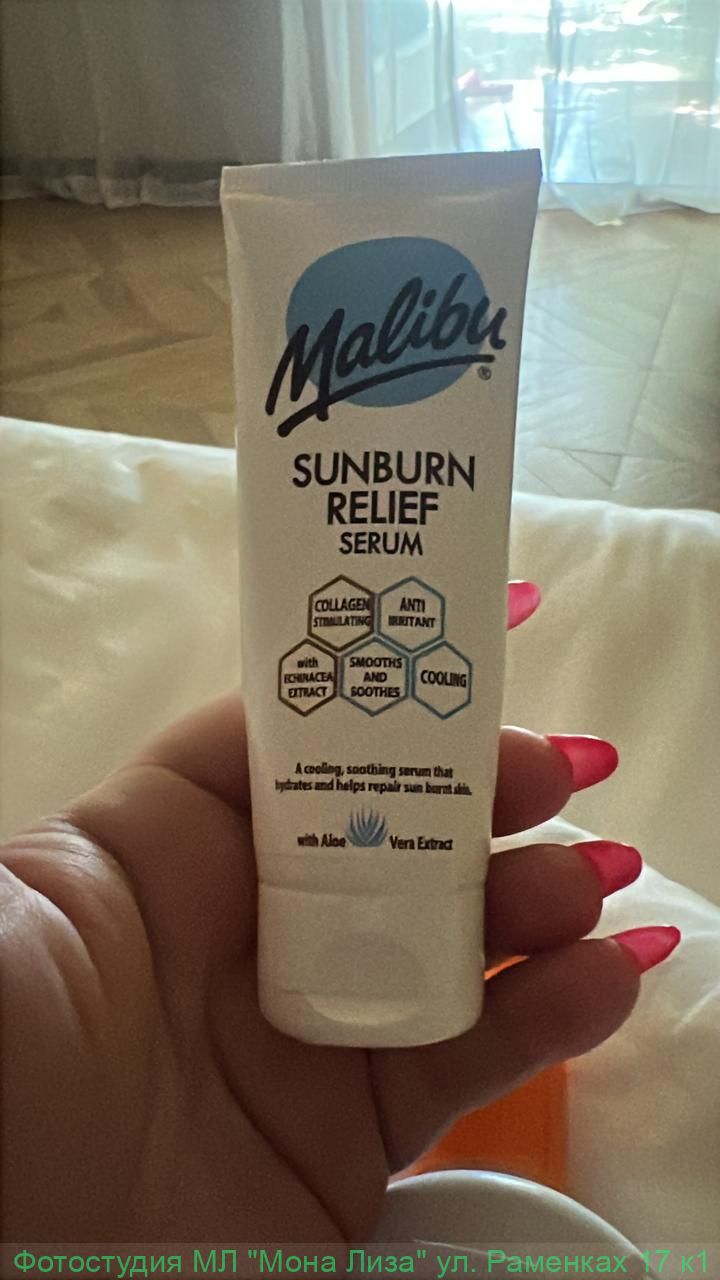 Malibu
®
SUNBURN
RELIEF
SERUM
COLLAGEN
STIMULATING
ANTI
IRRITANT
with
ECHINACEA
EXTRACT
SMOOTHS
AND
SOOTHES
COOLING
A cooling, soothing serum that
hydrates and helps repair sun burnt skin.
with Aloe Vera Extract
Фотостудия МЛ "Мона Лиза" ул. Раменках 17 к1